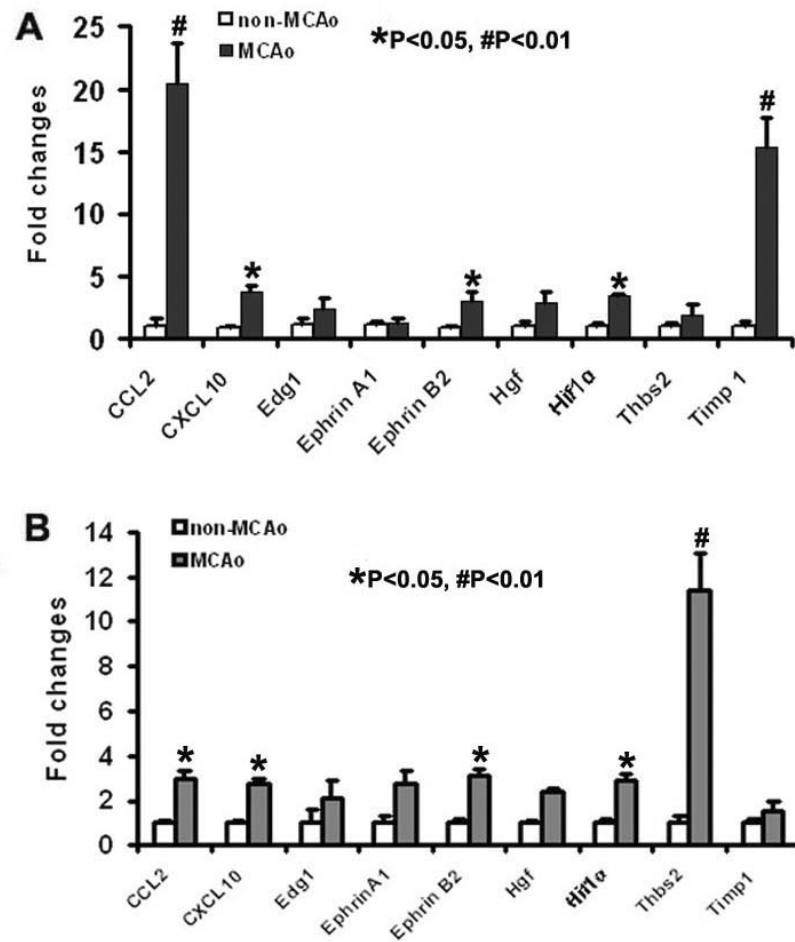 A
non-MCAo
MCAo
*P<0.05, #P<0.01
Fold changes
25
20
15
10
5
0
#
*
*
*
#
CCL2
CXCL10
Edg1
Ephrin A1
Ephrin B2
Hgf
Hif1α
Thbs2
Timp 1
B
non-MCAo
MCAo
*P<0.05, #P<0.01
Fold changes
14
12
10
8
6
4
2
0
*
*
*
*
#
CCL2
CXCL10
Edg1
EphrinA1
Ephrin B2
Hgf
Hif1α
Thbs2
Timp1